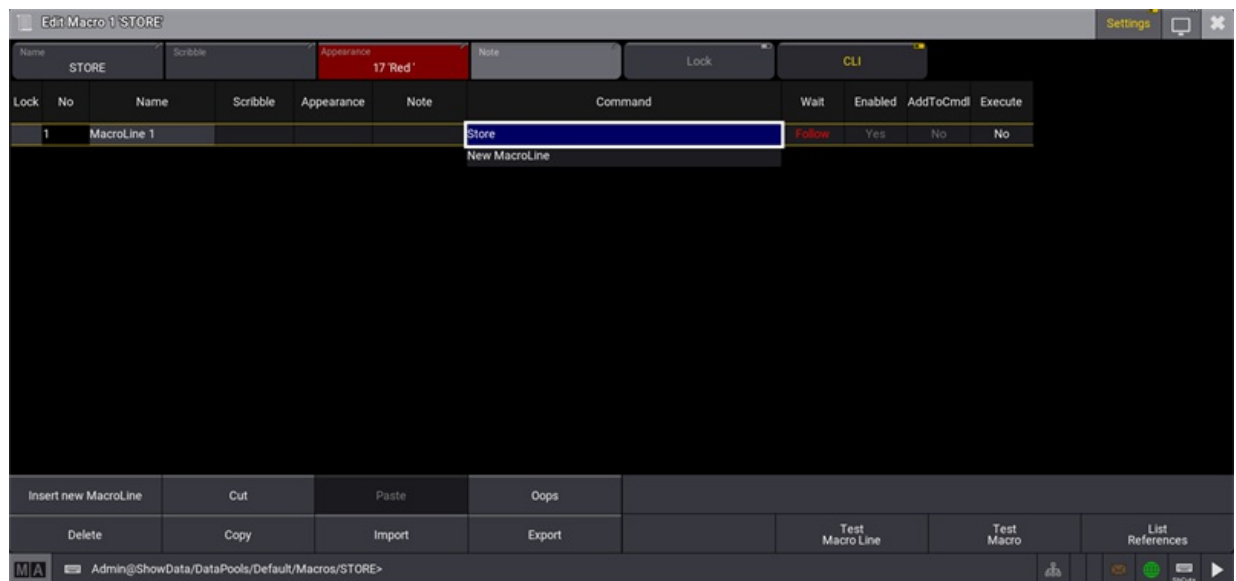 Edit Macro 1 'STORE'
Settings
Name
STORE
Scribble
Appearance
17 'Red '
Note
Lock
CLI
Lock No Name Scribble Appearance Note Command Wait Enabled AddToCmdl Execute
1 MacroLine 1 Store Follow Yes No No
New MacroLine
Insert new MacroLine Cut Paste Oops
Delete Copy Import Export Test Macro Line Test Macro List References
MA Admin@ShowData/DataPools/Default/Macros/STORE>